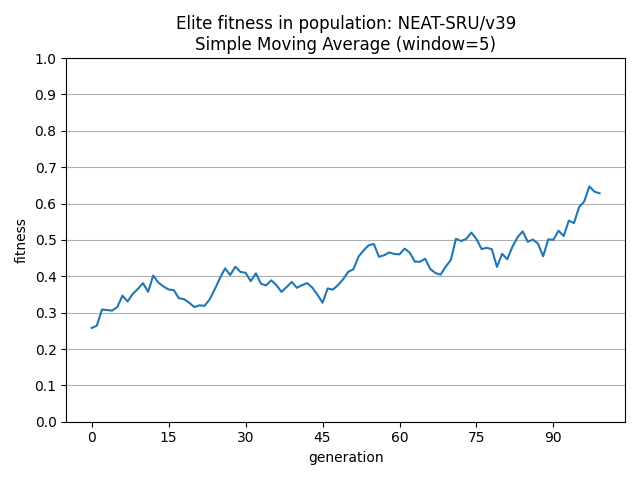 Elite fitness in population: NEAT-SRU/v39
Simple Moving Average (window=5)
1.0
0.9
0.8
0.7
0.6
0.5
0.4
0.3
0.2
0.1
0.0
fitness
0 15 30 45 60 75 90
generation